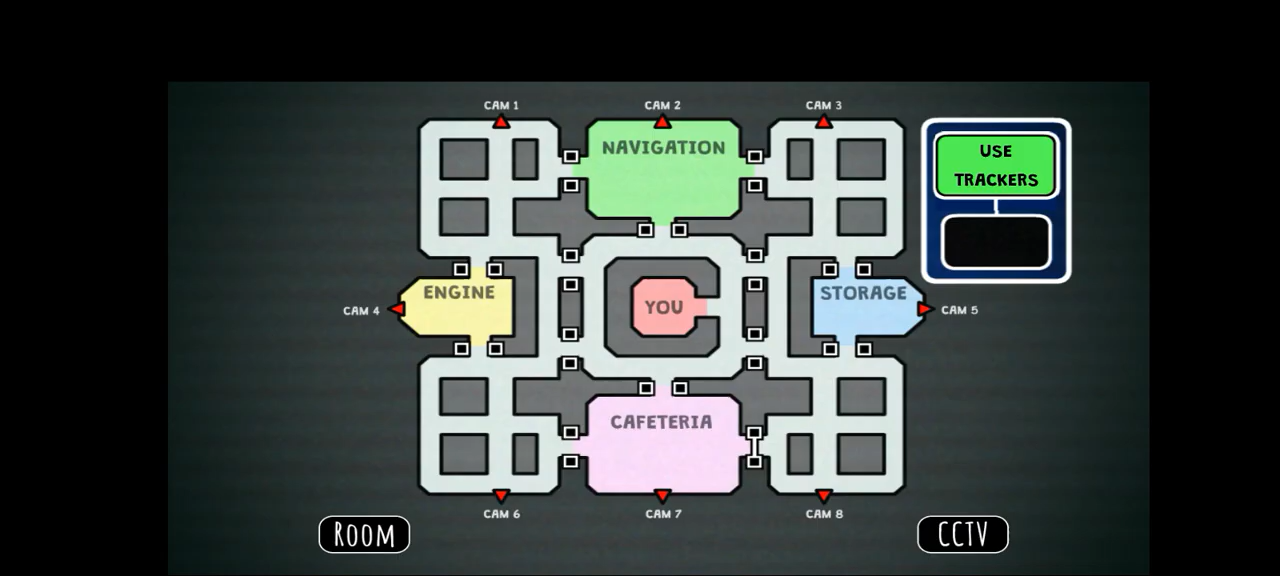 CAM 1
CAM 2
CAM 3
NAVIGATION
USE
TRACKERS
ENGINE
YOU
STORAGE
CAM 4
CAM 5
CAFETERIA
CAM 6
CAM 7
CAM 8
Room
CCTV